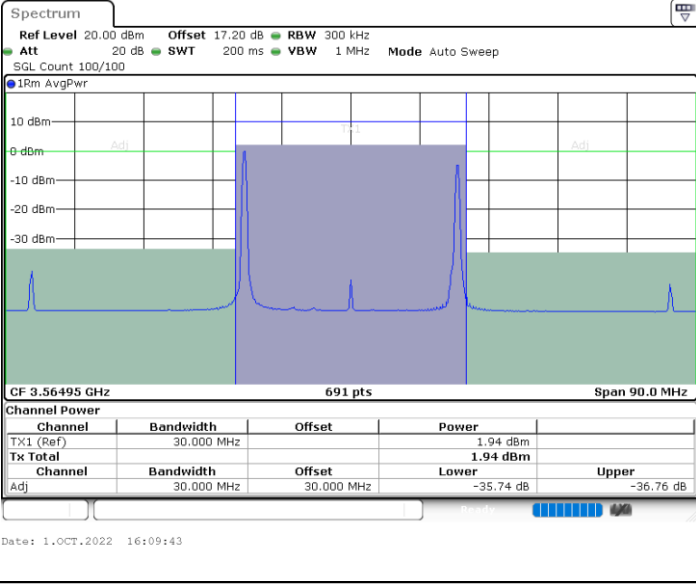 Spectrum
Ref Level 20.00 dBm Offset 17.20 dB RBW 300 kHz
Att 20 dB SWT 200 ms VBW 1 MHz Mode Auto Sweep
SGL Count 100/100
1Rm AvgPwr
10 dBm
TX1
Adj
Adj
0 dBm
-10 dBm
-20 dBm
-30 dBm
CF 3.56495 GHz 691 pts Span 90.0 MHz
Channel Power
Channel Bandwidth Offset Power
TX1 (Ref) 30.000 MHz 1.94 dBm
Tx Total 1.94 dBm
Channel Bandwidth Offset Lower Upper
Adj 30.000 MHz 30.000 MHz -35.74 dB -36.76 dB
Ready
Date: 1.OCT.2022 16:09:43